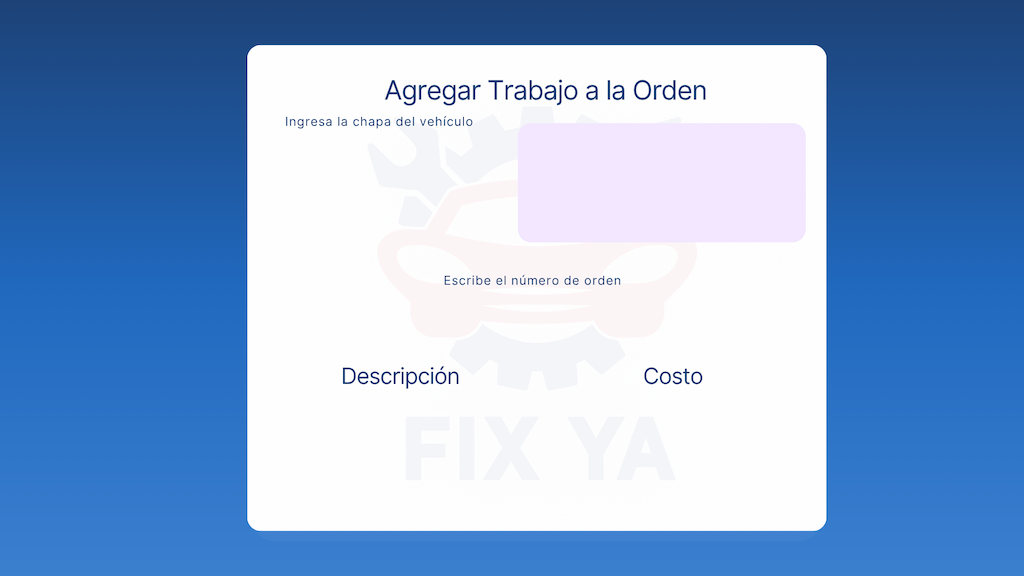 Agregar Trabajo a la Orden
Ingresa la chapa del vehículo
Escribe el número de orden
Descripción
Costo
FIX YA